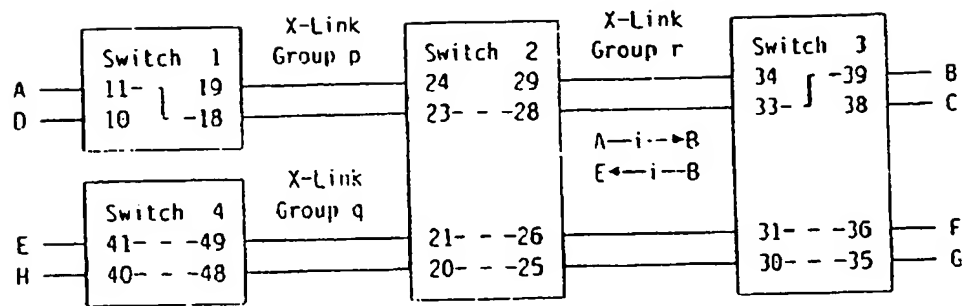 X-Link
Group p
X-Link
Group r
Switch 1
Switch 2
Switch 3
A
11-
19
24
29
34
-39
B
D
10
-18
23- - -28
33-
38
C
A—i--►B
E◄—i--B
X-Link
Group q
Switch 4
E
41- - -49
21- - -26
31- - -36
F
H
40- - -48
20- - -25
30- - -35
G